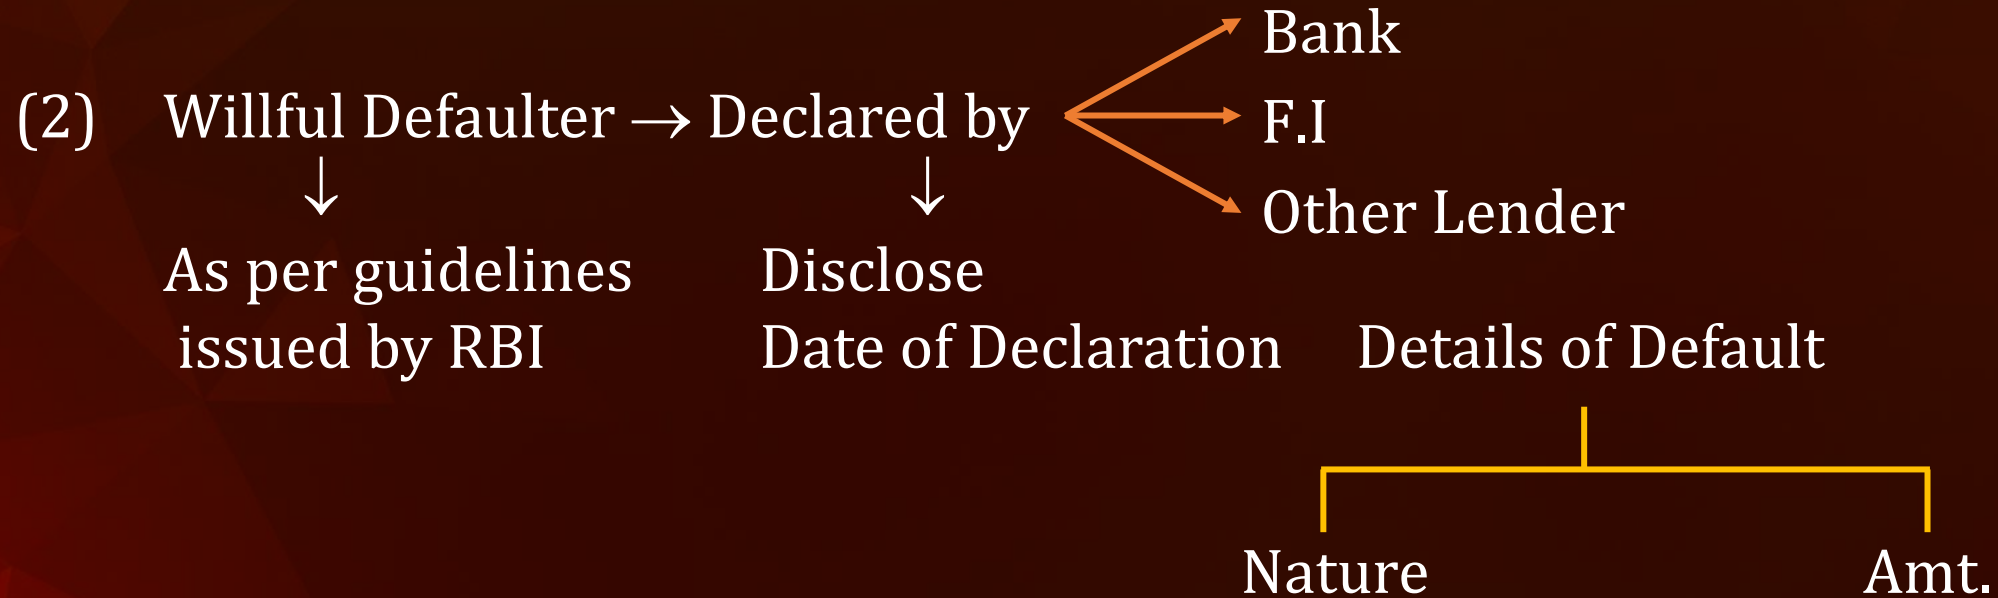 Bank
(2) Willful Defaulter → Declared by
F.I
↓ ↓
Other Lender
As per guidelines Disclose
issued by RBI Date of Declaration Details of Default
Nature Amt.